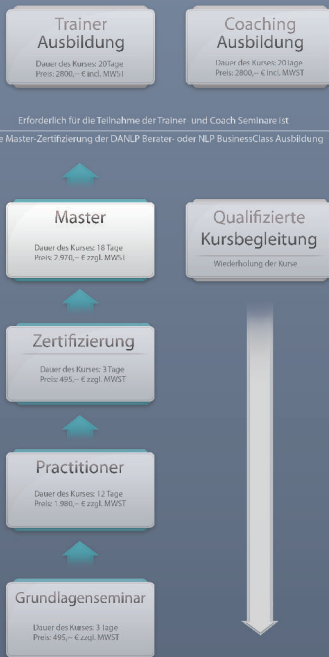 Trainer
Ausbildung
Dauer des Kurses: 20Tage
Preis: 2800,-- € incl. MWST
Coaching
Ausbildung
Dauer des Kurses: 20Tage
Preis: 2800,-- € incl. MWST
Erforderlich für die Teilnahme der Trainer- und Coach Seminare ist
e Master-Zertifizierung der DANLP Berater- oder NLP BusinessClass Ausbildung
Master
Dauer des Kurses: 18 Tage
Preis: 2.970,-- € zzgl. MWST
Qualifizierte
Kursbegleitung
Wiederholung der Kurse
Zertifizierung
Dauer des Kurses: 3 Tage
Preis: 495,-- € zzgl. MWST
Practitioner
Dauer des Kurses: 12 Tage
Preis: 1.980,-- € zzgl. MWST
Grundlagenseminar
Dauer des Kurses: 3 Tage
Preis: 495,-- € zzgl. MWST